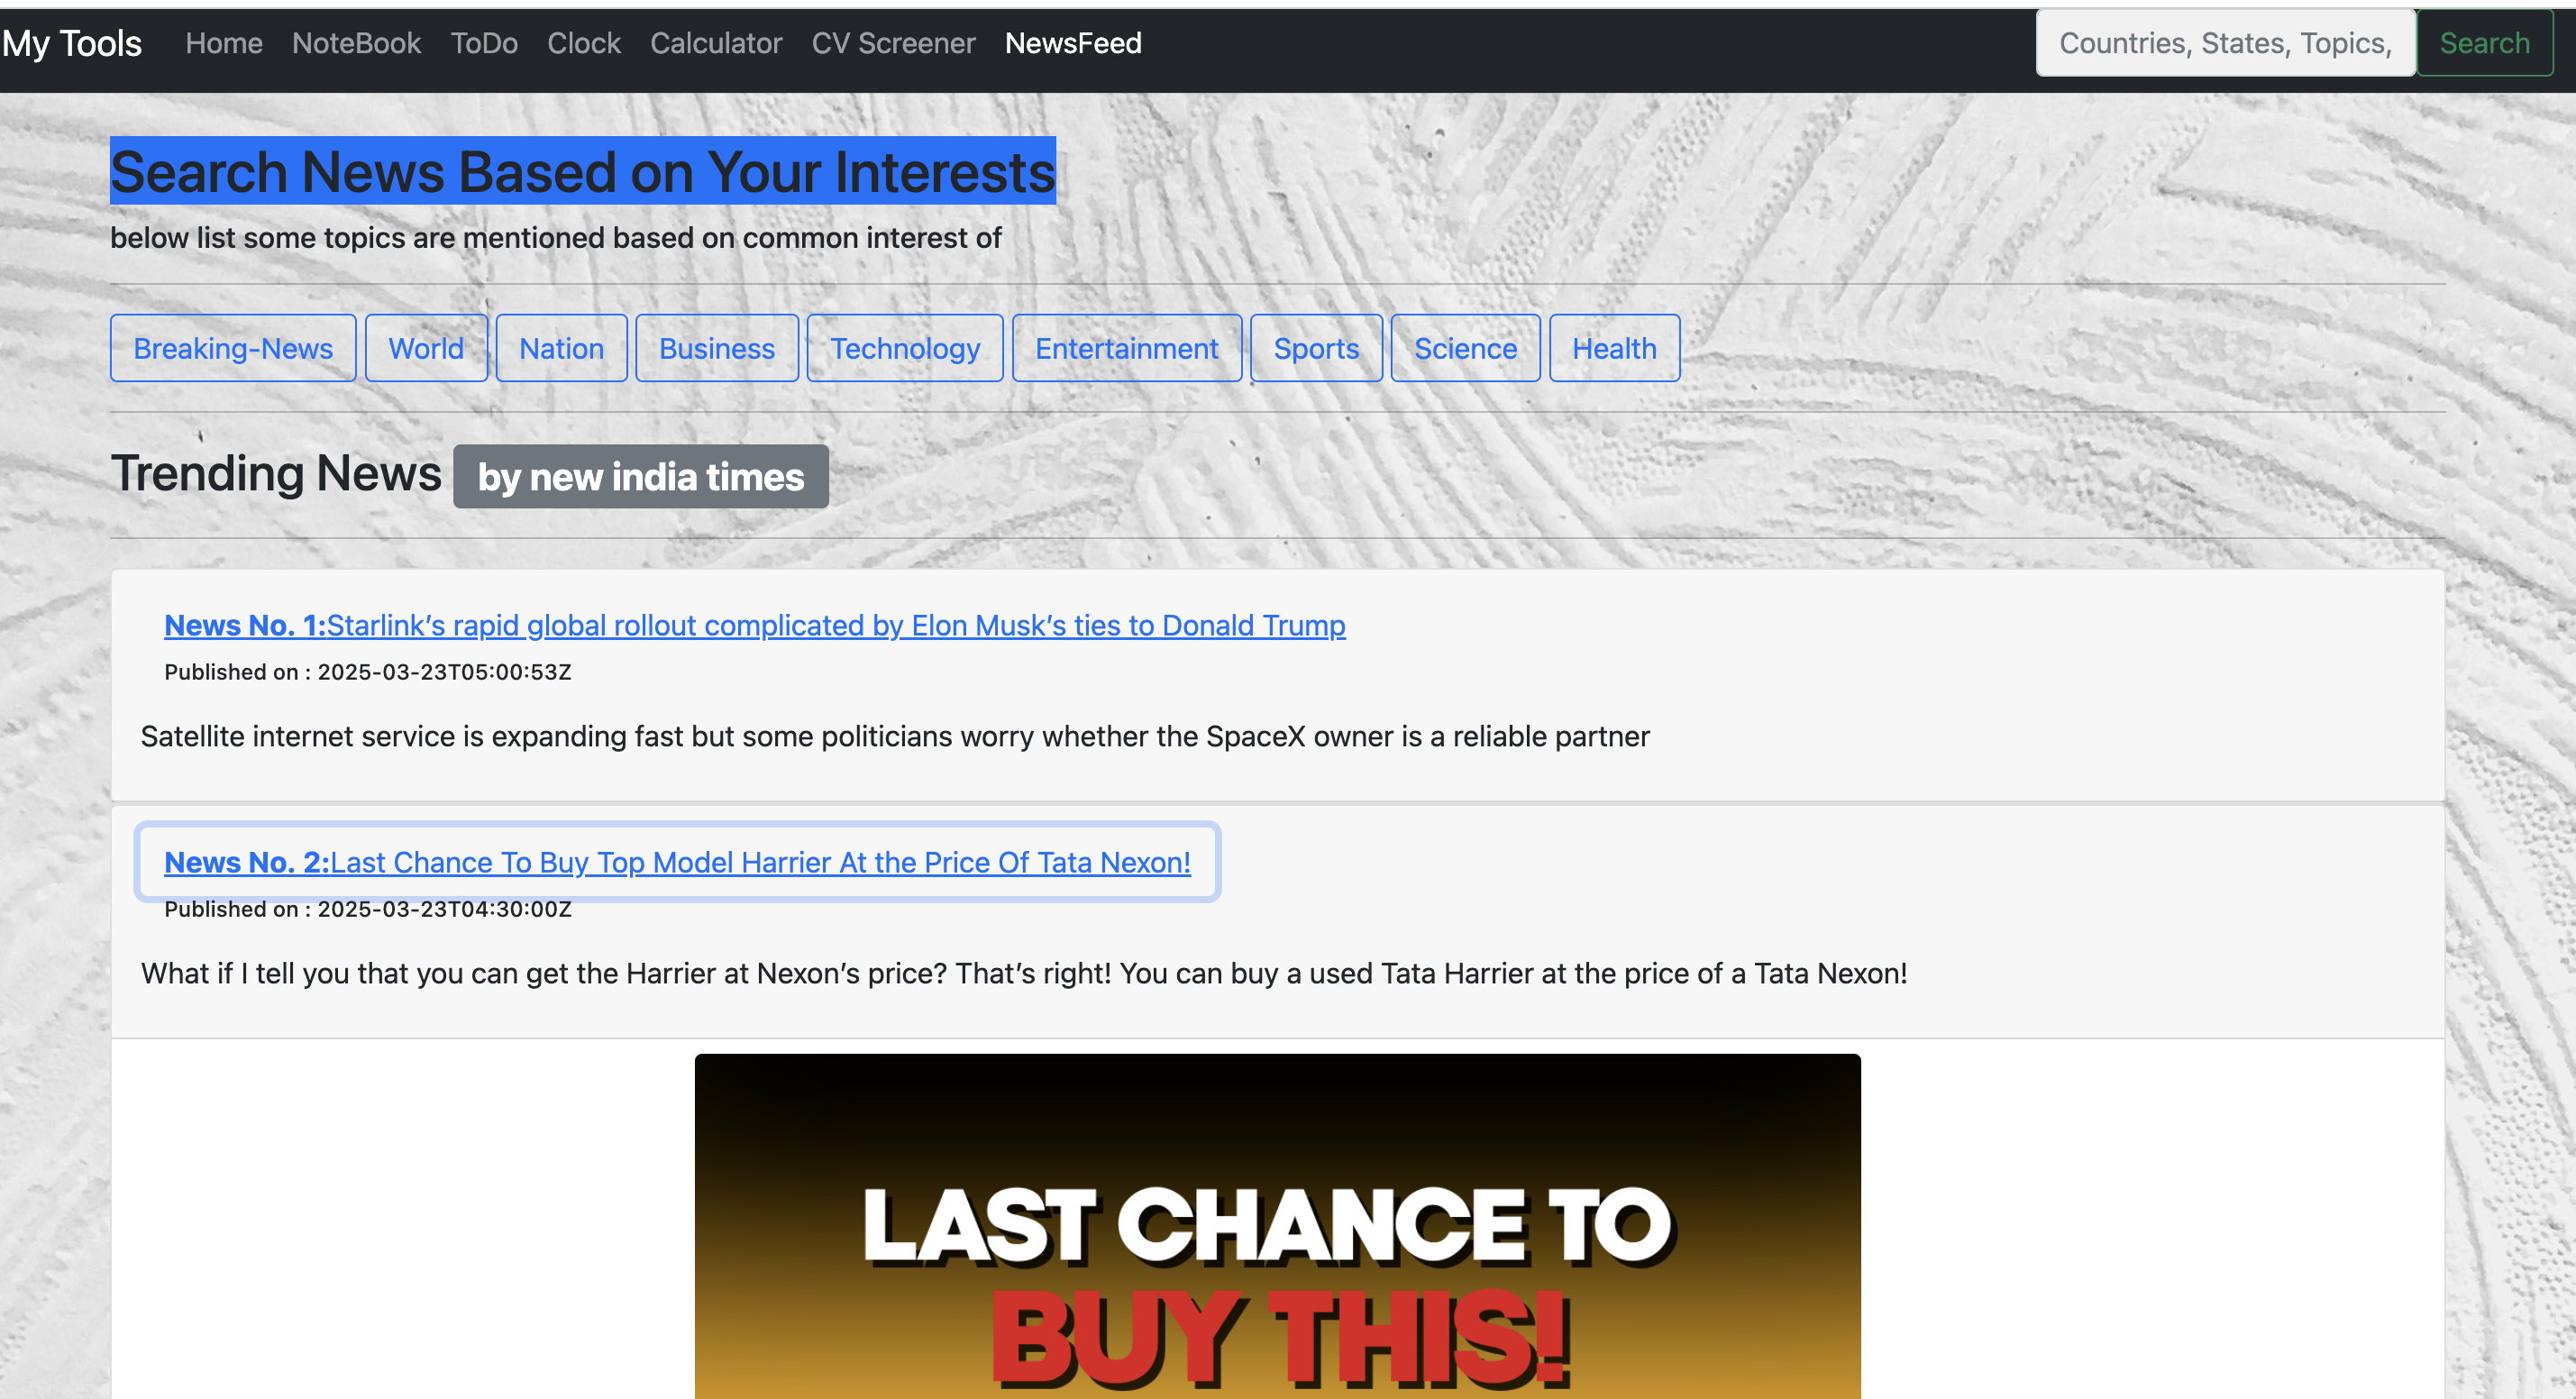 My Tools Home NoteBook ToDo Clock Calculator CV Screener NewsFeed Countries, States, Topics, Search
Search News Based on Your Interests
below list some topics are mentioned based on common interest of
Breaking-News World Nation Business Technology Entertainment Sports Science Health
Trending News by new india times
News No. 1:Starlink’s rapid global rollout complicated by Elon Musk’s ties to Donald Trump
Published on : 2025-03-23T05:00:53Z
Satellite internet service is expanding fast but some politicians worry whether the SpaceX owner is a reliable partner
News No. 2:Last Chance To Buy Top Model Harrier At the Price Of Tata Nexon!
Published on : 2025-03-23T04:30:00Z
What if I tell you that you can get the Harrier at Nexon’s price? That’s right! You can buy a used Tata Harrier at the price of a Tata Nexon!
LAST CHANCE TO
BUY THIS!